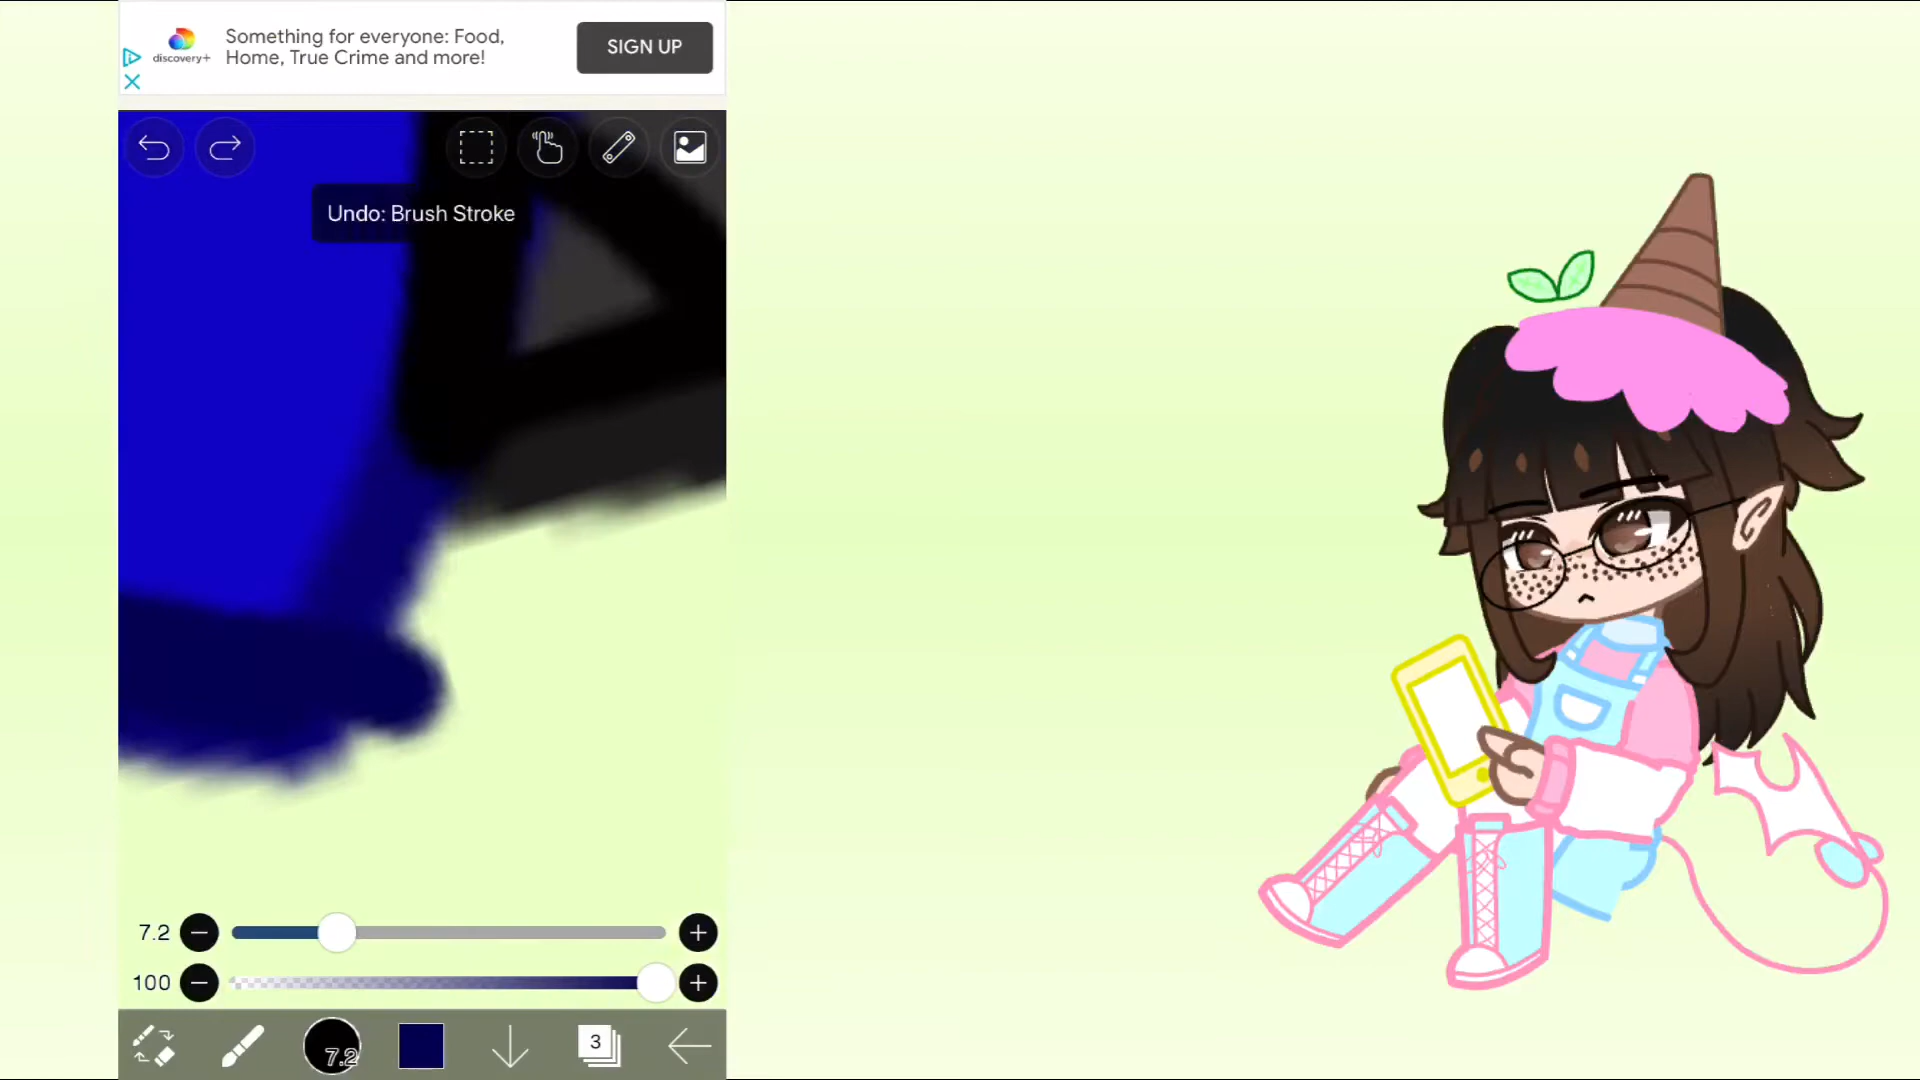 Something for everyone: Food,
Home, True Crime and more!
discovery+
SIGN UP
Undo: Brush Stroke
7.2
100
7.2
3